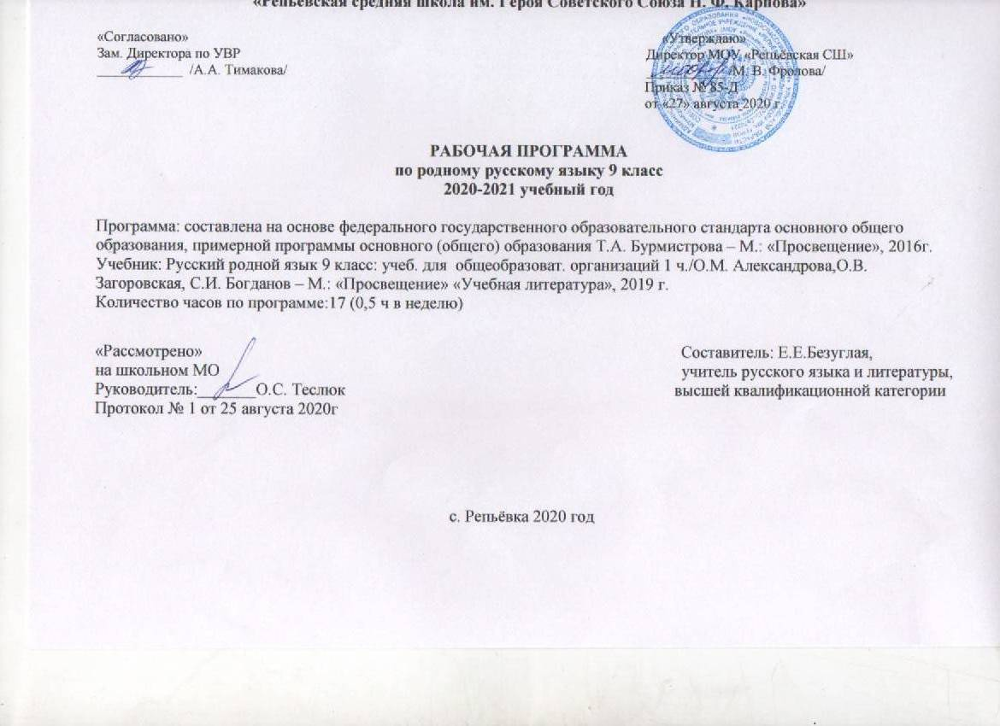 «Репьёвская средняя школа им. Героя Советского Союза Н. Ф. Карпова»
«Согласовано»
Зам. Директора по УВР
____________ /А.А. Тимакова/
«Утверждаю»
Директор МОУ «Репьёвская СШ»
/М. В. Фролова/
Приказ № 85-Д
от «27» августа 2020 г.
РАБОЧАЯ ПРОГРАММА
по родному русскому языку 9 класс
2020-2021 учебный год
Программа: составлена на основе федерального государственного образовательного стандарта основного общего
образования, примерной программы основного (общего) образования Т.А. Бурмистрова – М.: «Просвещение», 2016г.
Учебник: Русский родной язык 9 класс: учеб. для общеобразоват. организаций 1 ч./О.М. Александрова,О.В.
Загоровская, С.И. Богданов – М.: «Просвещение» «Учебная литература», 2019 г.
Количество часов по программе:17 (0,5 ч в неделю)
«Рассмотрено»
на школьном МО
Руководитель:_______О.С. Теслюк
Протокол № 1 от 25 августа 2020г
Составитель: Е.Е.Безуглая,
учитель русского языка и литературы,
высшей квалификационной категории
с. Репьёвка 2020 год